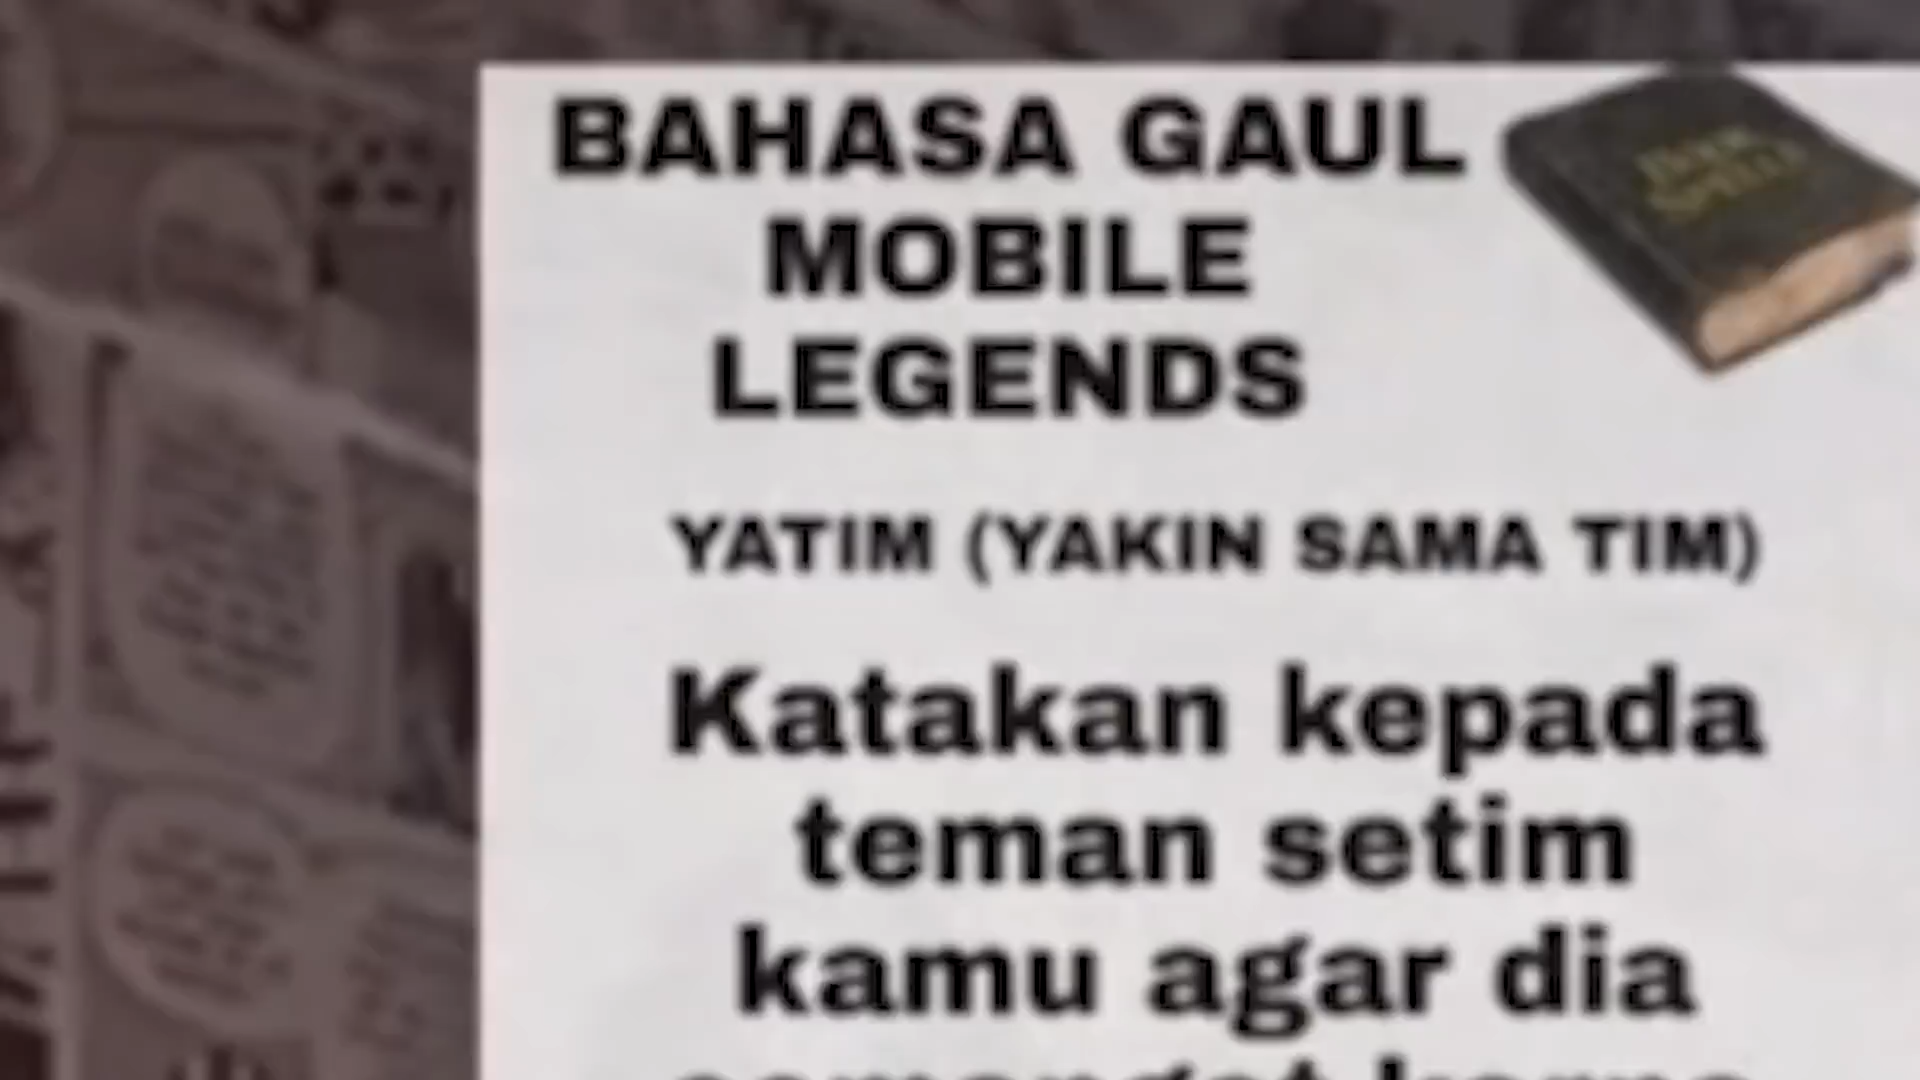 BAHASA GAUL
MOBILE
LEGENDS
YATIM (YAKIN SAMA TIM)
Katakan kepada
teman setim
kamu agar dia